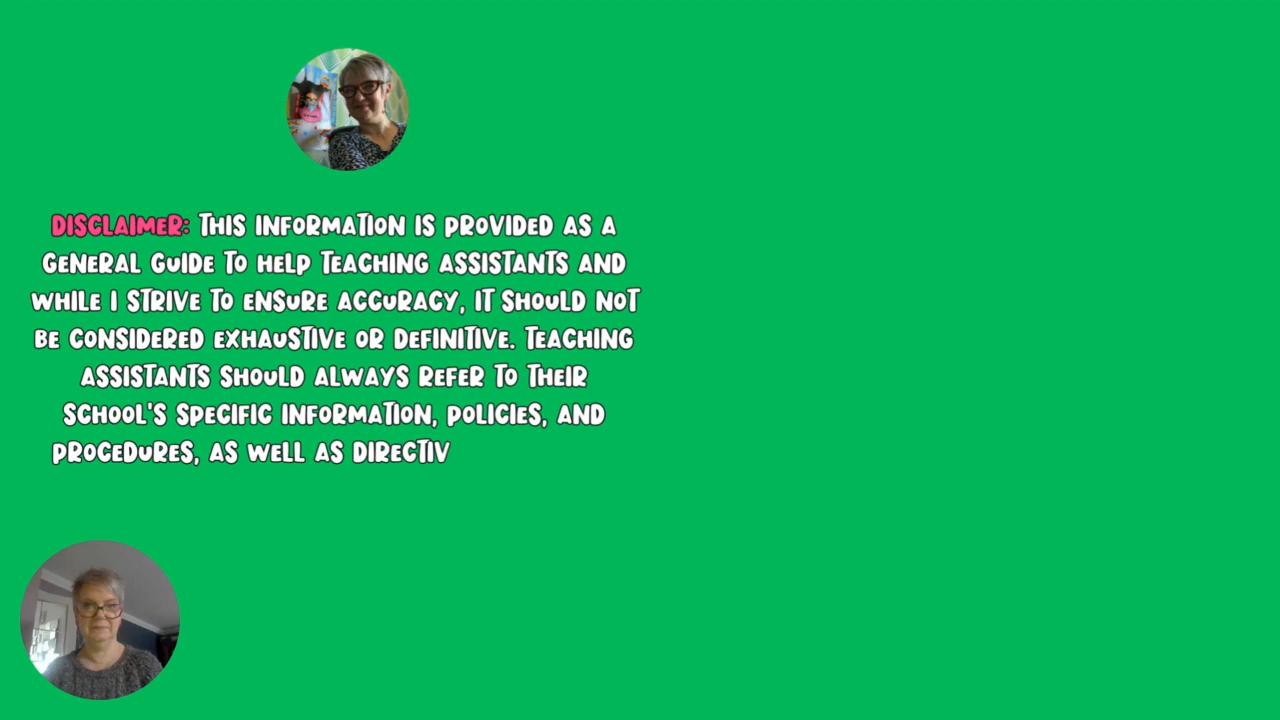 DISCLAIMER: THIS INFORMATION IS PROVIDED AS A
GENERAL GUIDE TO HELP TEACHING ASSISTANTS AND
WHILE I STRIVE TO ENSURE ACCURACY, IT SHOULD NOT
BE CONSIDERED EXHAUSTIVE OR DEFINITIVE. TEACHING
ASSISTANTS SHOULD ALWAYS REFER TO THEIR
SCHOOL'S SPECIFIC INFORMATION, POLICIES, AND
PROCEDURES, AS WELL AS DIRECTIV